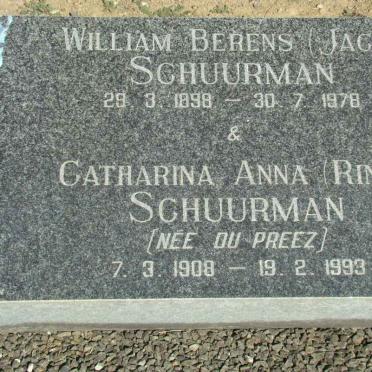 WILLIAM BERENS (JAC
SCHUURMAN
29. 3. 1898 — 30. 7. 1978
&
CATHARINA ANNA (RIN
SCHUURMAN
[NÉE DU PREEZ]
7. 3. 1908 — 19. 2. 1993